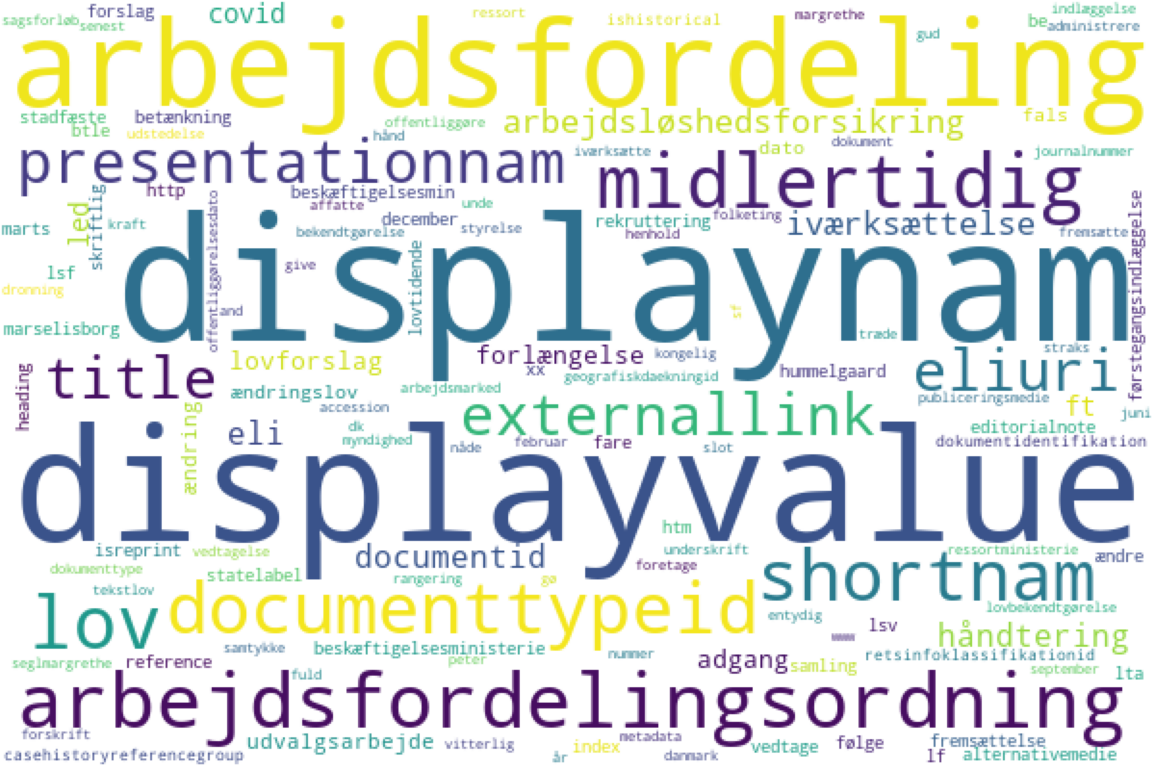 sagsforløb forslag covid ressort ishistorical margrethe indlæggelse
senest gud be administrere
arbejdsfordeling
stadfæste betænkning offentliggøre arbejdsløshedsforsikring fals
btle udstedelse hånd dato dokument
presentationnam iværksætte midlertidig journalnummer
http beskæftigelsesmin
skriftlig led kraft affatte december unde rekruttering folketing iværksættelse
marts bekendtgørelse styrelse henhold fremsætte
offentliggørelsesdato lovtidende førstegangsindlæggelse
lsf give
displaynam
dronning and sf
marselisborg træde
title lovforslag forlængelse kongelig straks
heading xx geografiskdaekningid hummelgaard eliuri
ændringslov arbejdsmarked publiceringsmedie
ændring accession externallink ft juni
eli dk editorialnote
myndighed nåde februar fare slot dokumentidentifikation
displayvalue
htm
isreprint vedtagelse documentid underskrift ressortministerie ændre
dokumenttype statelabel rangering gø foretage shortnam
tekstlov
lov documenttypeid entydig lovbekendtgørelse
www lsv håndtering
samtykke beskæftigelsesministerie nummer retsinfoklassifikationid
seglmargrethe reference peter adgang samling september
fuld lta
arbejdsfordelingsordning
forskrift udvalgsarbejde vitterlig index metadata vedtage følge fremsættelse
casehistoryreferencegroup år danmark lf alternativemedie